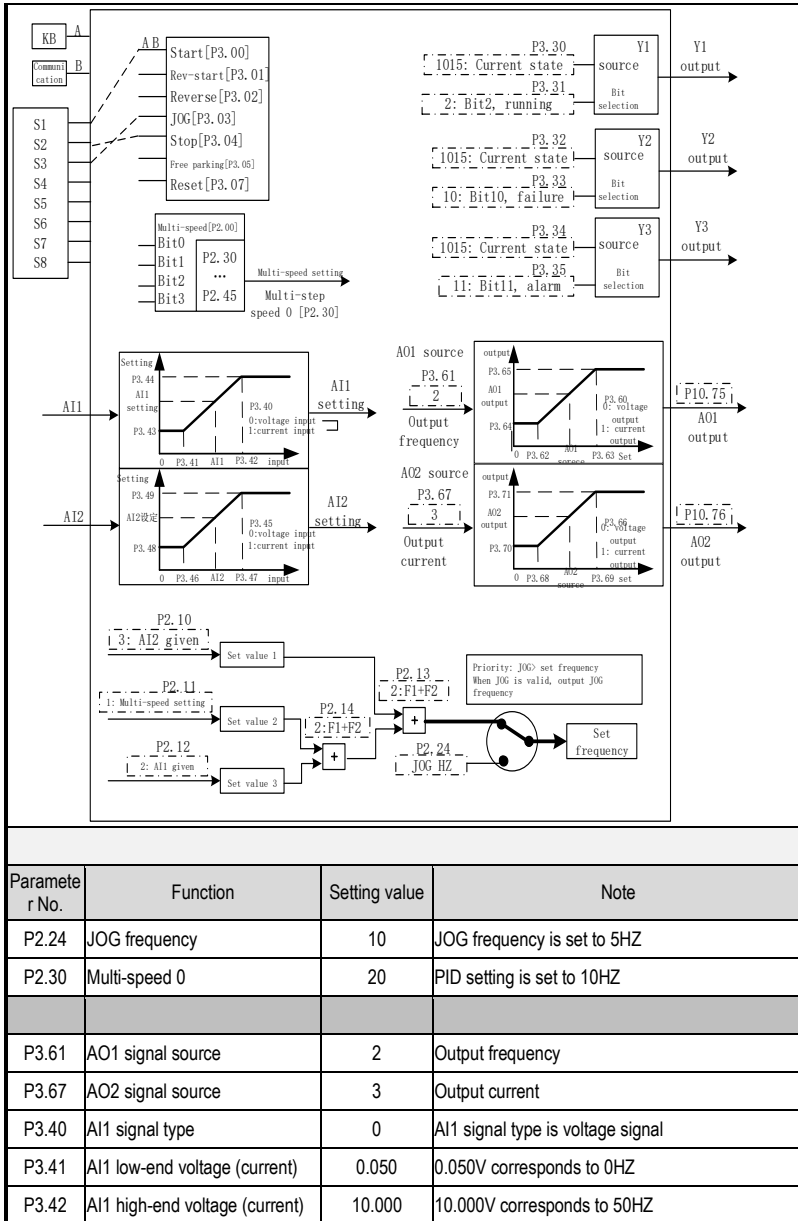 KB
A
Communi
cation
B
S1
S2
S3
S4
S5
S6
S7
S8
A B
Start[P3.00]
Rev-start[P3.01]
Reverse[P3.02]
JOG[P3.03]
Stop[P3.04]
Free parking[P3.05]
Reset[P3.07]
Multi-speed[P2.00]
Bit0
Bit1
Bit2
Bit3
P2.30
...
P2.45
Multi-speed setting
Multi-step
speed 0 [P2.30]
P3.30
1015: Current state
P3.31
2: Bit2, running
source
Y1
Bit
selection
Y1
output
P3.32
1015: Current state
P3.33
10: Bit10, failure
Y2
source
Bit
selection
Y2
output
P3.34
1015: Current state
P3.35
11: Bit11, alarm
Y3
source
Bit
selection
Y3
output
AI1
Setting
P3.44
AI1
setting
P3.43
0 P3.41 AI1 P3.42 input
P3.40
0:voltage input
1:current input
AI1
setting
AI2
Setting
P3.49
AI2设定
P3.48
0 P3.46 AI2 P3.47 input
P3.45
0:voltage input
1:current input
AI2
setting
AO1 source
P3.61
2
Output
frequency
output
P3.65
AO1
output
P3.64
0 P3.62 AO1 P3.63 Set
sorece
P3.60
0: voltage
output
1: current
output
P10.75
AO1
output
AO2 source
P3.67
3
Output
current
output
P3.71
AO2
output
P3.70
0 P3.68 AO2 P3.69 set
source
P3.66
0: voltage
output
1: current
output
P10.76
AO2
output
P2.10
3: AI2 given
Set value 1
P2.11
1: Multi-speed setting
Set value 2
P2.12
2: AI1 given
Set value 3
P2.14
2:F1+F2
+
P2.13
2:F1+F2
+
P2,24
JOG HZ
Priority: JOG> set frequency
When JOG is valid, output JOG
frequency
Set
frequency
Paramete
r No.
Function
Setting value
Note
P2.24 JOG frequency 10 JOG frequency is set to 5HZ
P2.30 Multi-speed 0 20 PID setting is set to 10HZ
P3.61 AO1 signal source 2 Output frequency
P3.67 AO2 signal source 3 Output current
P3.40 AI1 signal type 0 AI1 signal type is voltage signal
P3.41 AI1 low-end voltage (current) 0.050 0.050V corresponds to 0HZ
P3.42 AI1 high-end voltage (current) 10.000 10.000V corresponds to 50HZ